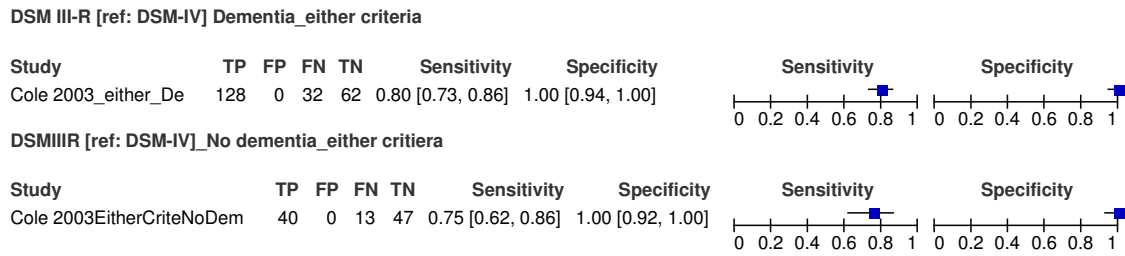 DSM III-R [ref: DSM-IV] Dementia_either criteria
Study TP FP FN TN Sensitivity Specificity Sensitivity Specificity
Cole 2003_either_De 128 0 32 62 0.80 [0.73, 0.86] 1.00 [0.94, 1.00]
0 0.2 0.4 0.6 0.8 1 0 0.2 0.4 0.6 0.8 1
DSMIIIR [ref: DSM-IV]_No dementia_either critiera
Study TP FP FN TN Sensitivity Specificity Sensitivity Specificity
Cole 2003EitherCriteNoDem 40 0 13 47 0.75 [0.62, 0.86] 1.00 [0.92, 1.00]
0 0.2 0.4 0.6 0.8 1 0 0.2 0.4 0.6 0.8 1